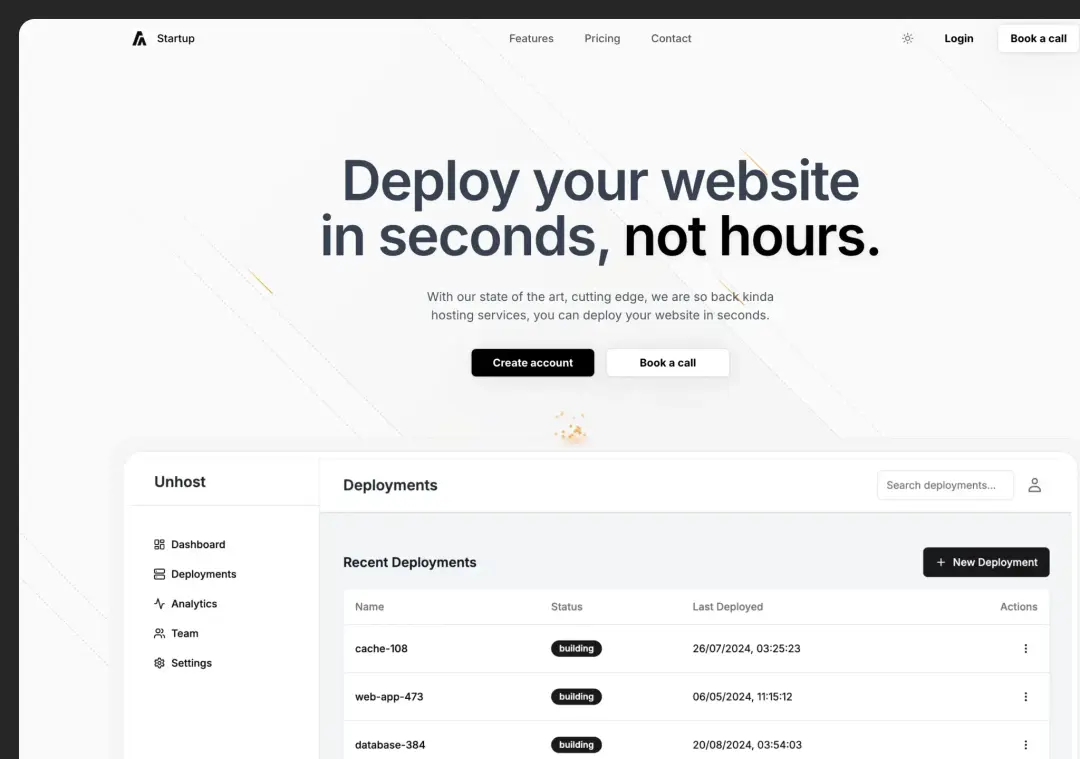 Startup
Features Pricing Contact
Login Book a call
Deploy your website
in seconds, not hours.
With our state of the art, cutting edge, we are so back kinda
hosting services, you can deploy your website in seconds.
Create account Book a call
Unhost
Dashboard
Deployments
Analytics
Team
Settings
Deployments
Search deployments...
Recent Deployments
+ New Deployment
Name Status Last Deployed Actions
cache-108 building 26/07/2024, 03:25:23
web-app-473 building 06/05/2024, 11:15:12
database-384 building 20/08/2024, 03:54:03